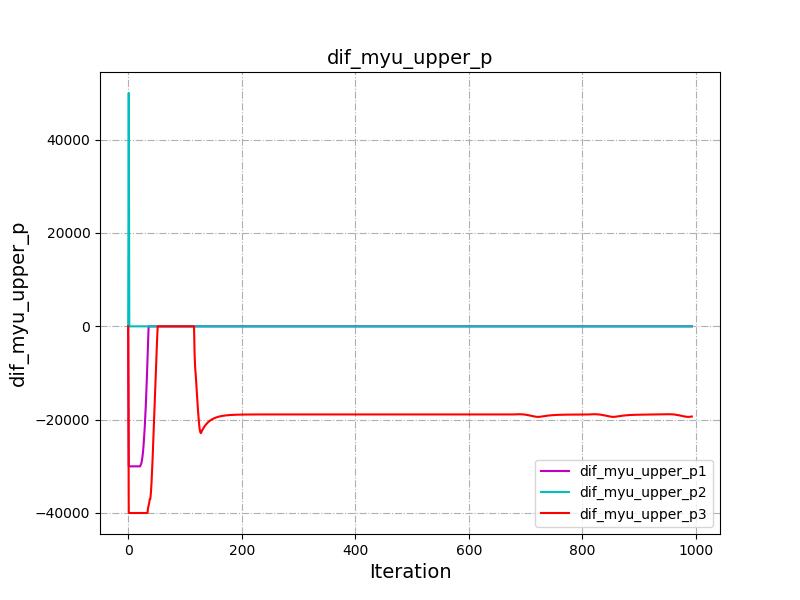 dif_myu_upper_p
dif_myu_upper_p
40000
20000
0
−20000
−40000
0 200 400 600 800 1000
Iteration
dif_myu_upper_p1
dif_myu_upper_p2
dif_myu_upper_p3